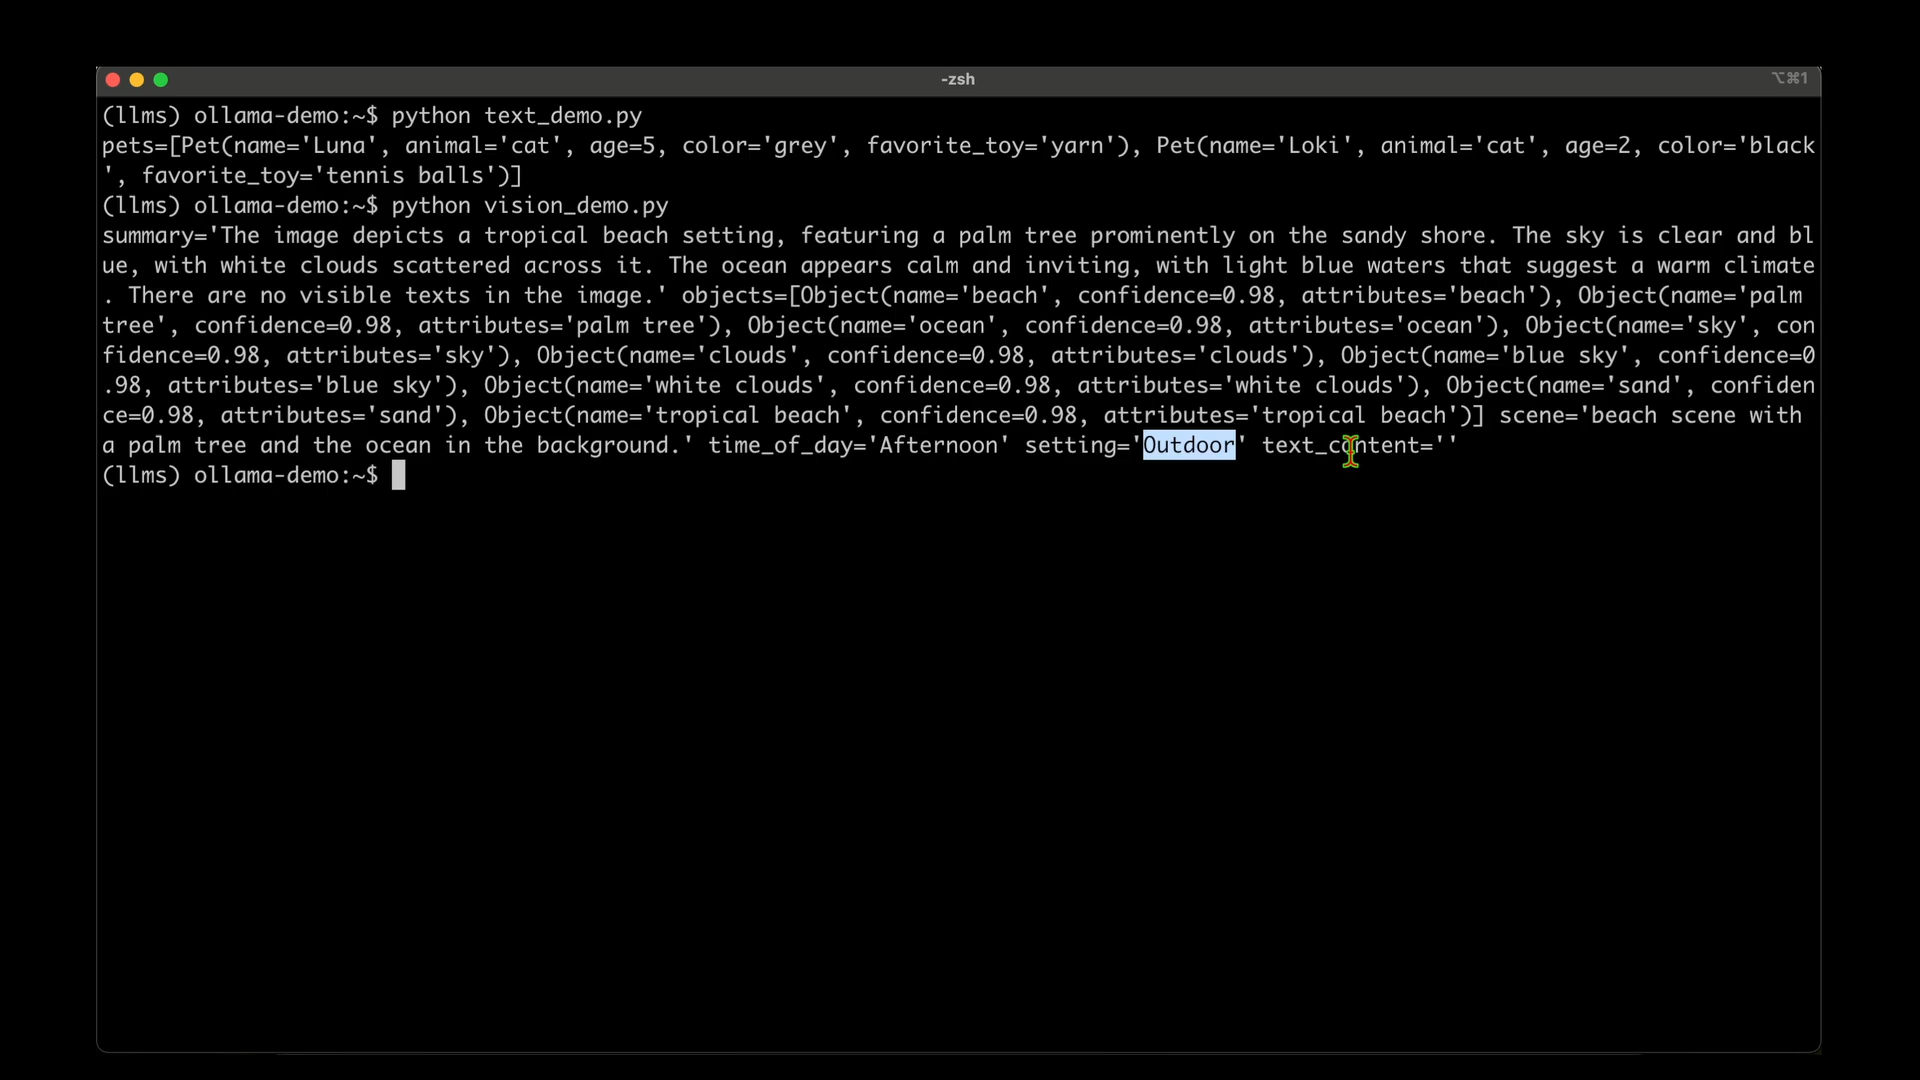 -zsh
⌥⌘1
(llms) ollama-demo:~$ python text_demo.py
pets=[Pet(name='Luna', animal='cat', age=5, color='grey', favorite_toy='yarn'), Pet(name='Loki', animal='cat', age=2, color='black
', favorite_toy='tennis balls')]
(llms) ollama-demo:~$ python vision_demo.py
summary='The image depicts a tropical beach setting, featuring a palm tree prominently on the sandy shore. The sky is clear and bl
ue, with white clouds scattered across it. The ocean appears calm and inviting, with light blue waters that suggest a warm climate
. There are no visible texts in the image.' objects=[Object(name='beach', confidence=0.98, attributes='beach'), Object(name='palm
tree', confidence=0.98, attributes='palm tree'), Object(name='ocean', confidence=0.98, attributes='ocean'), Object(name='sky', con
fidence=0.98, attributes='sky'), Object(name='clouds', confidence=0.98, attributes='clouds'), Object(name='blue sky', confidence=0
.98, attributes='blue sky'), Object(name='white clouds', confidence=0.98, attributes='white clouds'), Object(name='sand', confiden
ce=0.98, attributes='sand'), Object(name='tropical beach', confidence=0.98, attributes='tropical beach')] scene='beach scene with
a palm tree and the ocean in the background.' time_of_day='Afternoon' setting='Outdoor' text_content=''
(llms) ollama-demo:~$